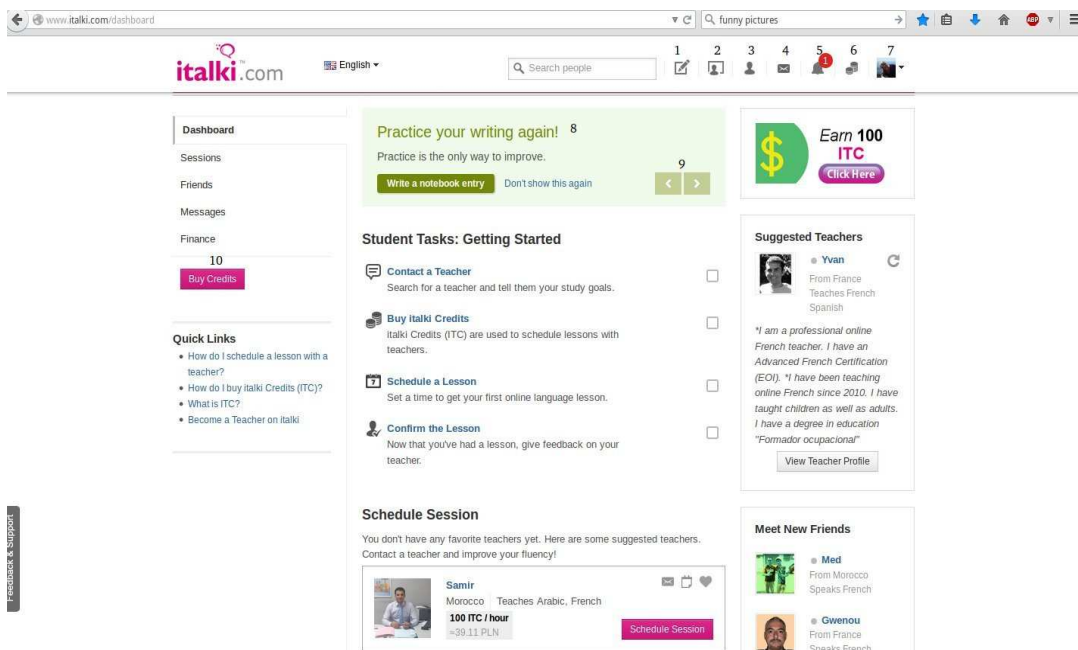 www.italki.com/dashboard
funny pictures
ABP
italki.com
English
Search people
1 2 3 4 5 6 7
1
Dashboard
Sessions
Friends
Messages
Finance
10
Buy Credits
Quick Links
How do I schedule a lesson with a
teacher?
How do I buy italki Credits (ITC)?
What is ITC?
Become a Teacher on italki
Feedback & Support
Practice your writing again! 8
Practice is the only way to improve.
9
Write a notebook entry Don't show this again
Student Tasks: Getting Started
Contact a Teacher
Search for a teacher and tell them your study goals.
Buy italki Credits
italki Credits (ITC) are used to schedule lessons with
teachers.
7
Schedule a Lesson
Set a time to get your first online language lesson.
Confirm the Lesson
Now that you've had a lesson, give feedback on your
teacher.
Schedule Session
You don't have any favorite teachers yet. Here are some suggested teachers.
Contact a teacher and improve your fluency!
Samir
Morocco Teaches Arabic, French
100 ITC / hour
≈39.11 PLN
Schedule Session
$
Earn 100
ITC
Click Here
Suggested Teachers
Yvan
From France
Teaches French
Spanish
"I am a professional online
French teacher. I have an
Advanced French Certification
(EOI). *I have been teaching
online French since 2010. I have
taught children as well as adults.
I have a degree in education
"Formador ocupacional"
View Teacher Profile
Meet New Friends
Med
From Morocco
Speaks French
Gwenou
From France
Speaks French